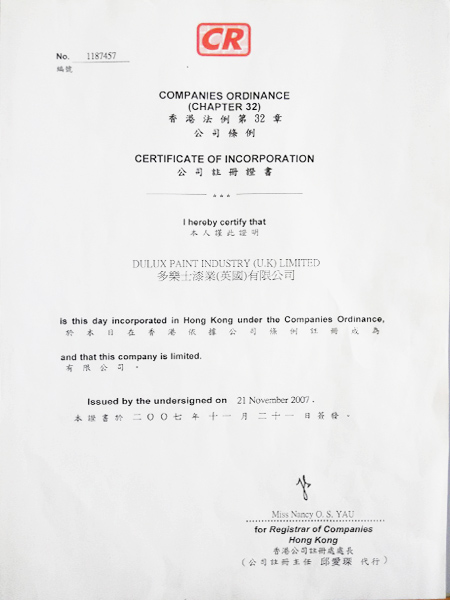 CR
No. 1187457
編號
COMPANIES ORDINANCE
(CHAPTER 32)
香港法例第 32 章
公司條例
CERTIFICATE OF INCORPORATION
公司註冊證書
***
I hereby certify that
本人謹此證明
DULUX PAINT INDUSTRY (U.K) LIMITED
多樂士漆業(英國)有限公司
is this day incorporated in Hong Kong under the Companies Ordinance,
於本日在香港依據公司條例註冊成為
and that this company is limited.
有限公司。
Issued by the undersigned on 21 November 2007.
本證書於二〇〇七年十一月二十一日簽發。
Miss Nancy O. S. YAU
for Registrar of Companies
Hong Kong
香港公司註冊處處長
(公司註冊主任 邱愛琛 代行)